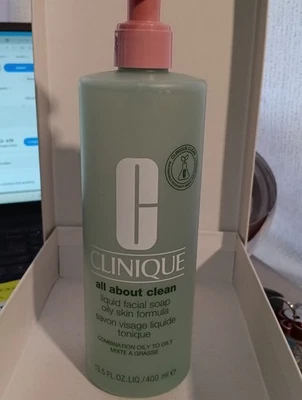 C
CLINIQUE
all about clean
liquid facial soap
oily skin formula
savon visage liquide
tonique
COMBINATION OILY TO OILY
MIXTE A GRASSE
13.5 FL.OZ.LIQ./400 ml ℮